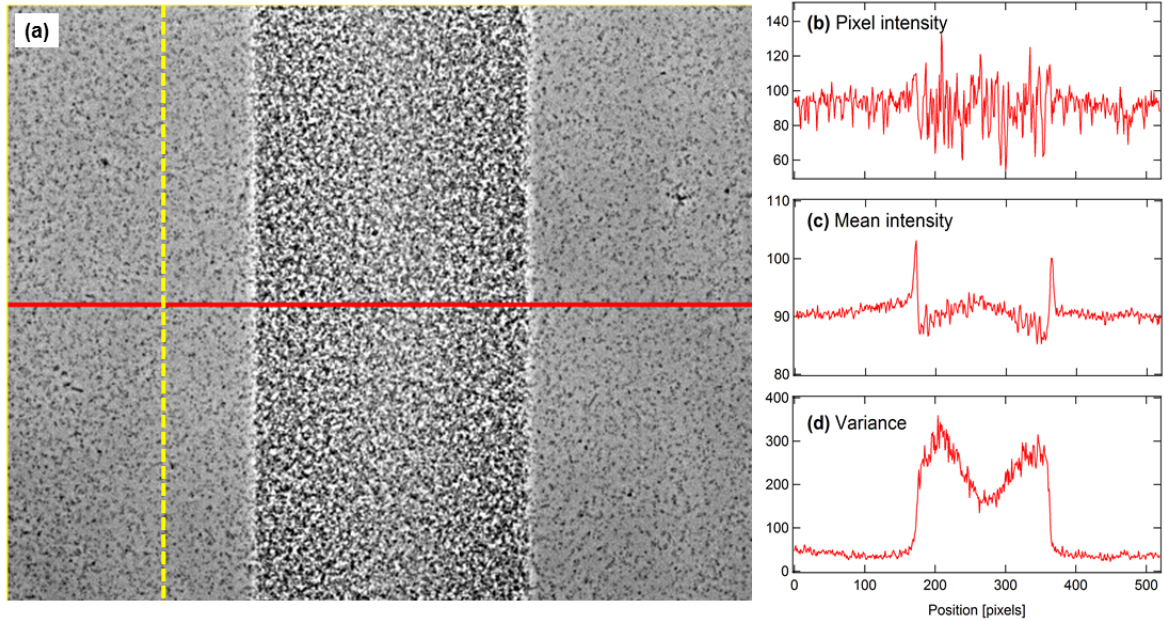 (a)
(b) Pixel intensity
140
120
100
80
60
(c) Mean intensity
110
100
90
80
(d) Variance
400
300
200
100
0
0 100 200 300 400 500
Position [pixels]